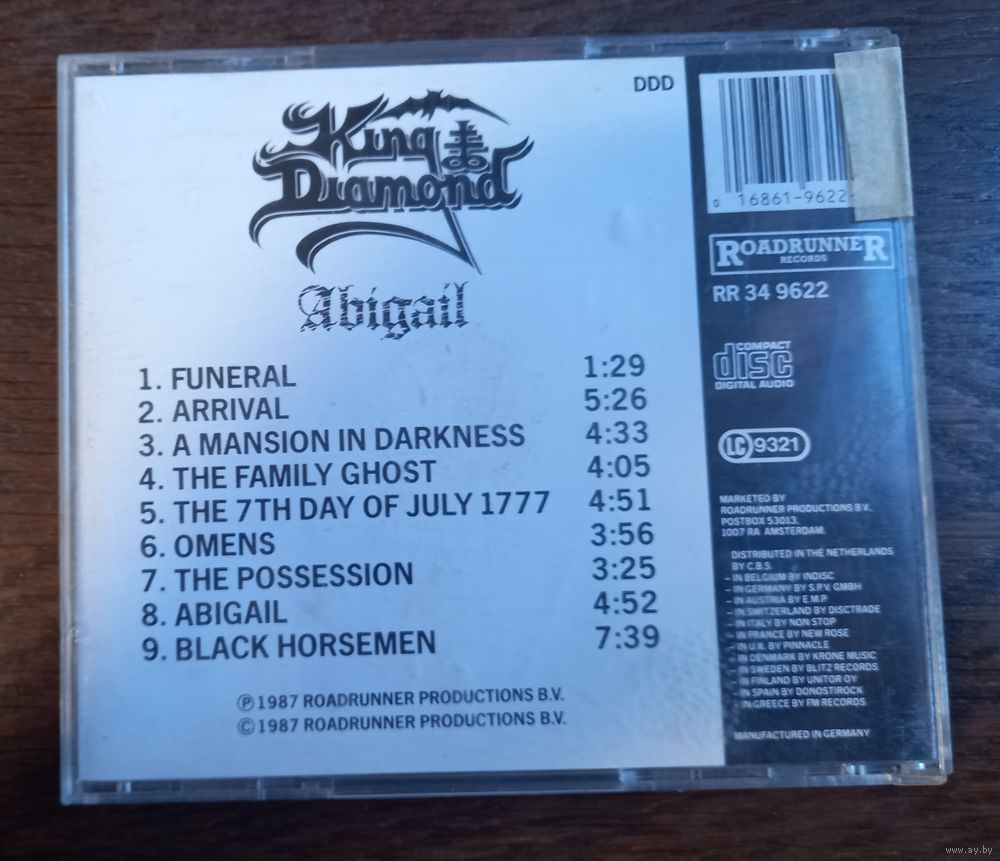 DDD
King
Diamond
Abigail
1. FUNERAL 1:29
2. ARRIVAL 5:26
3. A MANSION IN DARKNESS 4:33
4. THE FAMILY GHOST 4:05
5. THE 7TH DAY OF JULY 1777 4:51
6. OMENS 3:56
7. THE POSSESSION 3:25
8. ABIGAIL 4:52
9. BLACK HORSEMEN 7:39
Ⓟ1987 ROADRUNNER PRODUCTIONS B.V.
©1987 ROADRUNNER PRODUCTIONS B.V.
0 16861-9622-
ROADRUNNER
RECORDS
RR 34 9622
COMPACT
disc
DIGITAL AUDIO
LC 9321
MARKETED BY
ROADRUNNER PRODUCTIONS B.V.
POSTBOX 53013.
1007 RA AMSTERDAM.
DISTRIBUTED IN THE NETHERLANDS
BY C.B.S.
– IN BELGIUM BY INDISC
– IN GERMANY BY S.P.V. GMBH
– IN AUSTRIA BY E.M.P
– IN SWITZERLAND BY DISCTRADE
– IN ITALY BY NON STOP
– IN FRANCE BY NEW ROSE
– IN U.K. BY PINNACLE
– IN DENMARK BY KRONE MUSIC
– IN SWEDEN BY BLITZ RECORDS
– IN FINLAND BY UNITOR OY
– IN SPAIN BY DONOSTIROCK
– IN GREECE BY FM RECORDS
MANUFACTURED IN GERMANY
www.ay.by